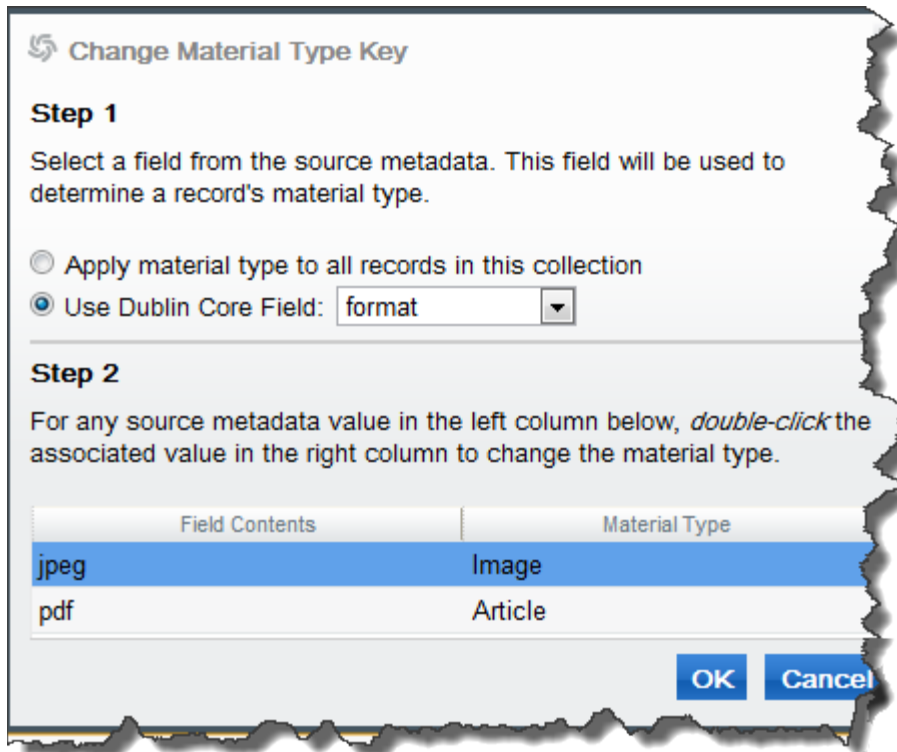 Change Material Type Key
Step 1
Select a field from the source metadata. This field will be used to
determine a record's material type.
Apply material type to all records in this collection
Use Dublin Core Field: format
Step 2
For any source metadata value in the left column below, double-click the
associated value in the right column to change the material type.
Field Contents Material Type
jpeg Image
pdf Article
OK Cancel